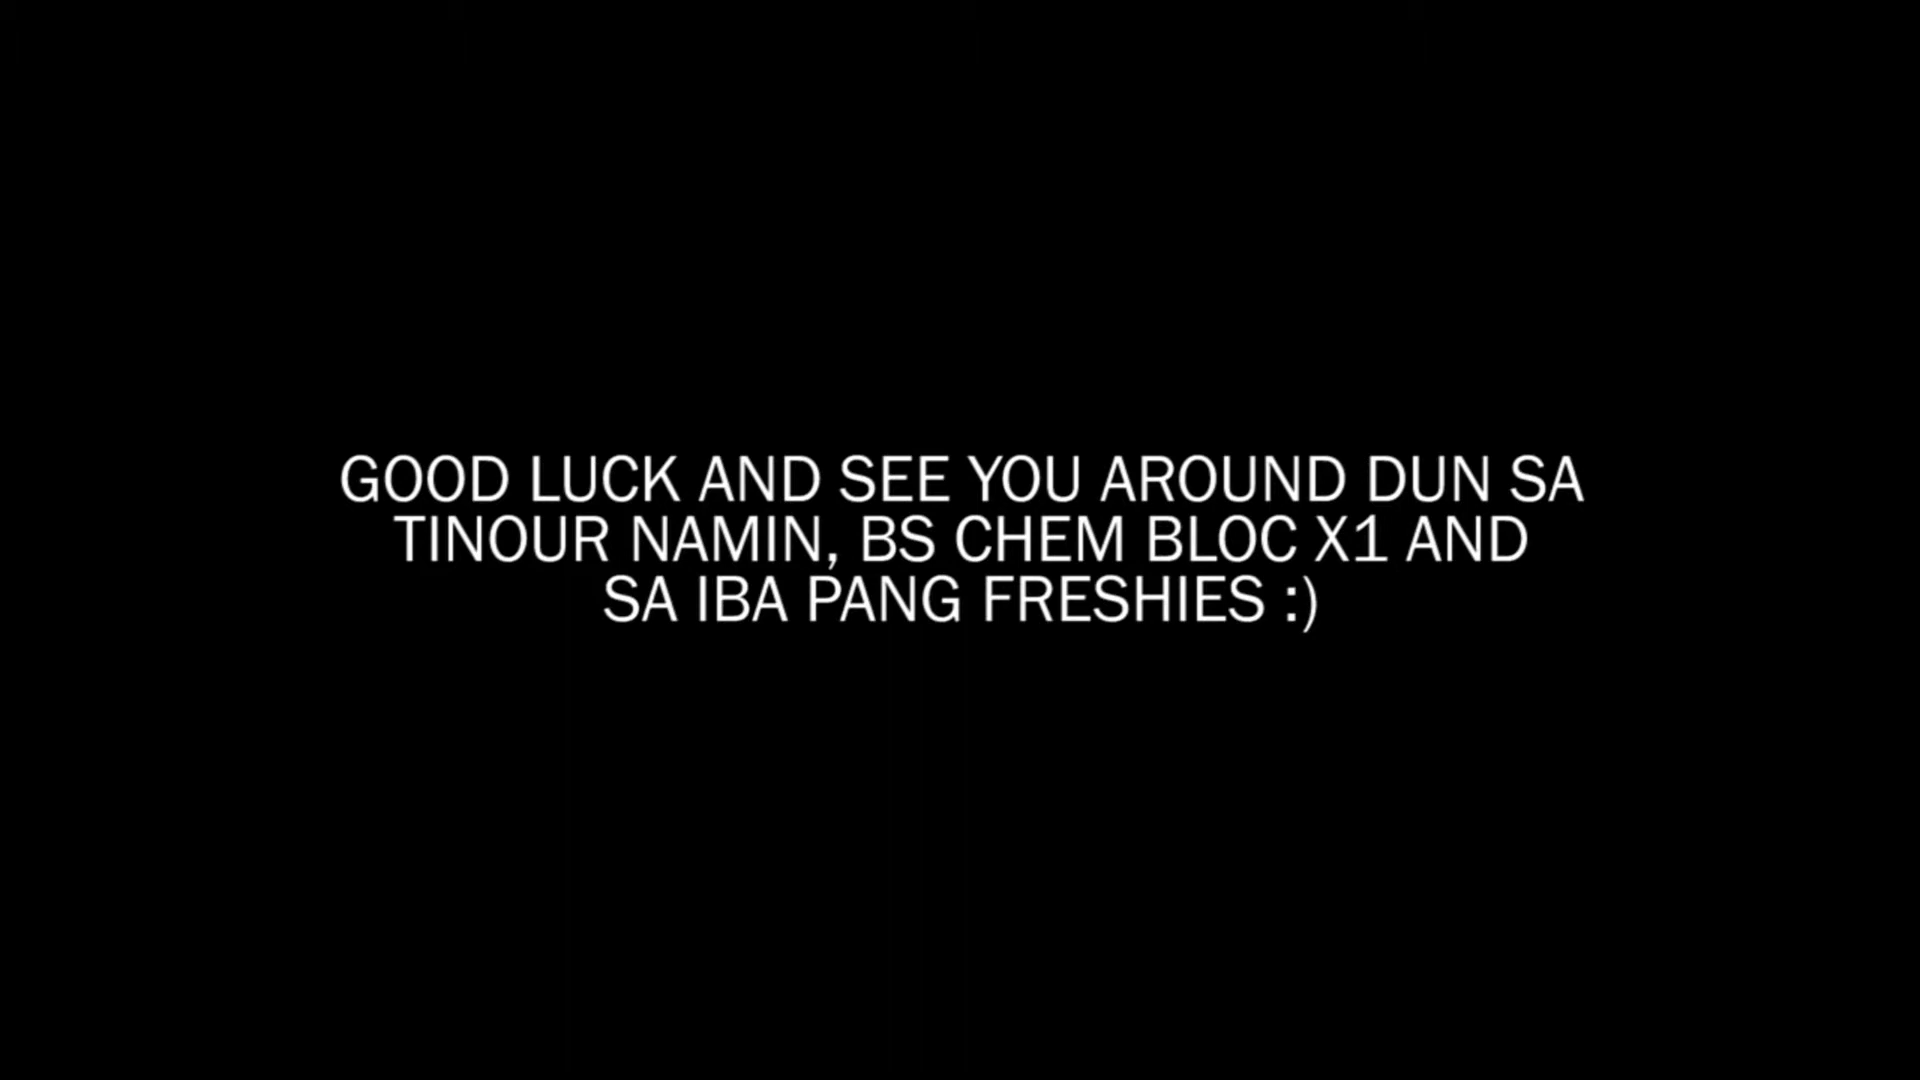 GOOD LUCK AND SEE YOU AROUND DUN SA
TINOUR NAMIN, BS CHEM BLOC X1 AND
SA IBA PANG FRESHIES :)